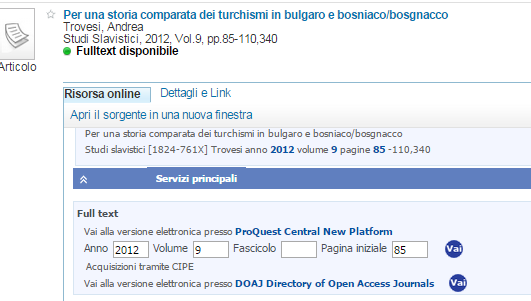 Per una storia comparata dei turchismi in bulgaro e bosniaco/bosgnacco
Trovesi, Andrea
Studi Slavistici, 2012, Vol.9, pp.85-110,340
Fulltext disponibile
Articolo
Risorsa online Dettagli e Link
Apri il sorgente in una nuova finestra
Per una storia comparata dei turchismi in bulgaro e bosniaco/bosgnacco
Studi slavistici [1824-761X] Trovesi anno 2012 volume 9 pagine 85 -110,340
Servizi principali
Full text
Vai alla versione elettronica presso ProQuest Central New Platform
Anno 2012 Volume 9 Fascicolo Pagina iniziale 85 Vai
Acquisizioni tramite CIPE
Vai alla versione elettronica presso DOAJ Directory of Open Access Journals Vai